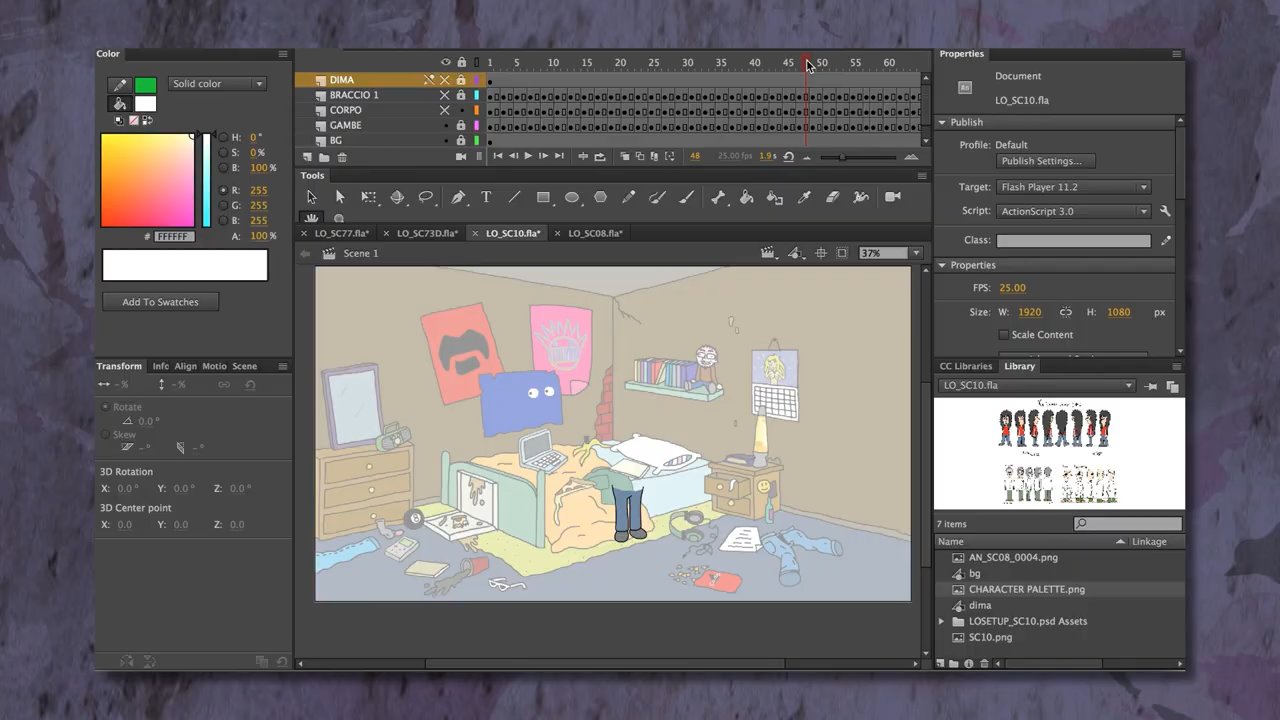 Color
Solid color
H: 0 °
S: 0 %
B: 100 %
R: 255
G: 255
B: 220
A: 100 %
# FFFFFF
Add To Swatches
Transform Info Align Motio Scene
- % - %
Rotate
0.0 °
Skew
- ° - °
3D Rotation
X: 0.0 ° Y: 0.0 ° Z: 0.0 °
3D Center point
X: 0.0 Y: 0.0 Z: 0.0
1 5 10 15 20 25 30 35 40 45 50 55 60
DIMA
BRACCIO 1
CORPO
GAMBE
BG
48 25.00 fps 1.9 s
Tools
LO_SC77.fla* LO_SC73D.fla* LO_SC10.fla* LO_SC08.fla*
Scene 1 37%
Properties
Document
LO_SC10.fla
Publish
Profile: Default
Publish Settings...
Target: Flash Player 11.2
Script: ActionScript 3.0
Class:
Properties
FPS: 25.00
Size: W: 1920 H: 1080 px
Scale Content
CC Libraries Library
LO_SC10.fla
7 items
Name Linkage
AN_SC08_0004.png
bg
CHARACTER PALETTE.png
dima
LOSETUP_SC10.psd Assets
SC10.png